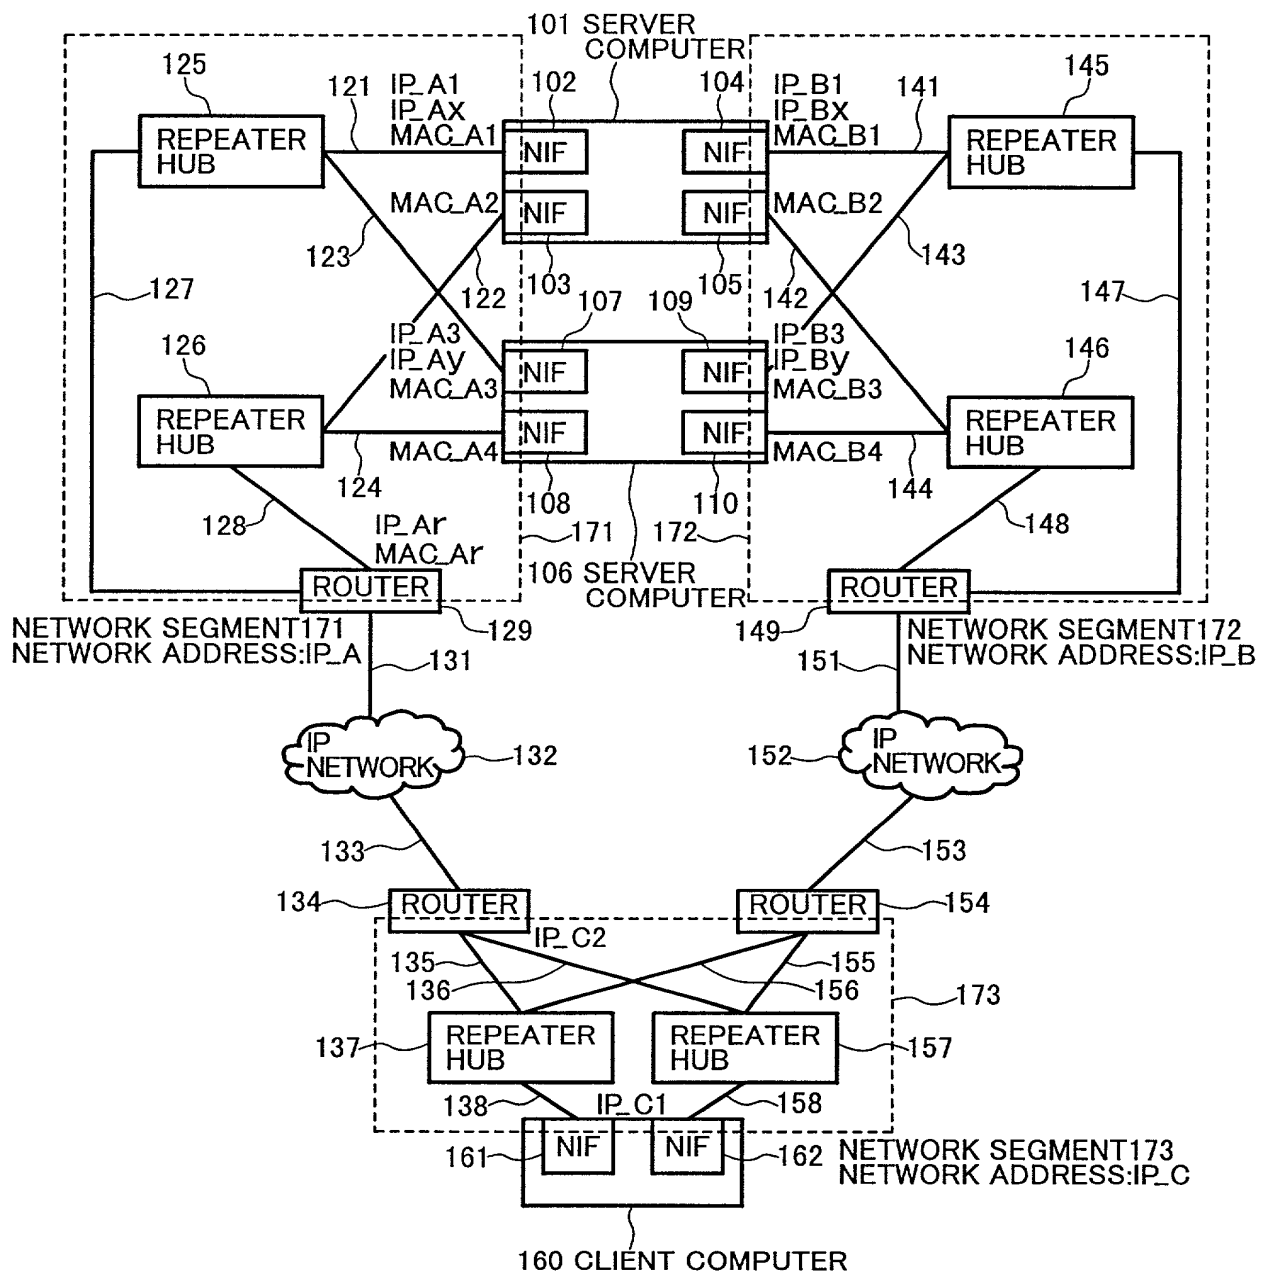 101 SERVER
COMPUTER
125
121
IP_A1
IP_Ax
MAC_A1
102
104
IP_B1
IP_Bx
MAC_B1
141
145
REPEATER
HUB
NIF
NIF
REPEATER
HUB
MAC_A2
NIF
NIF
MAC_B2
123
122
103
105
142
143
127
147
107
109
126
IP_A3
IP_Ay
MAC_A3
IP_B3
IP_By
MAC_B3
146
NIF
NIF
REPEATER
HUB
REPEATER
HUB
MAC_A4
NIF
NIF
MAC_B4
124
108
110
144
128
148
IP_Ar
MAC_Ar
171
172
ROUTER
106 SERVER
COMPUTER
ROUTER
129
149
NETWORK SEGMENT171
NETWORK ADDRESS:IP_A
NETWORK SEGMENT172
NETWORK ADDRESS:IP_B
131
151
IP
NETWORK
132
152
IP
NETWORK
133
153
134
ROUTER
ROUTER
154
IP_C2
135
136
156
155
173
137
REPEATER
HUB
REPEATER
HUB
157
138
IP_C1
158
161
NIF
NIF
162
NETWORK SEGMENT173
NETWORK ADDRESS:IP_C
160 CLIENT COMPUTER